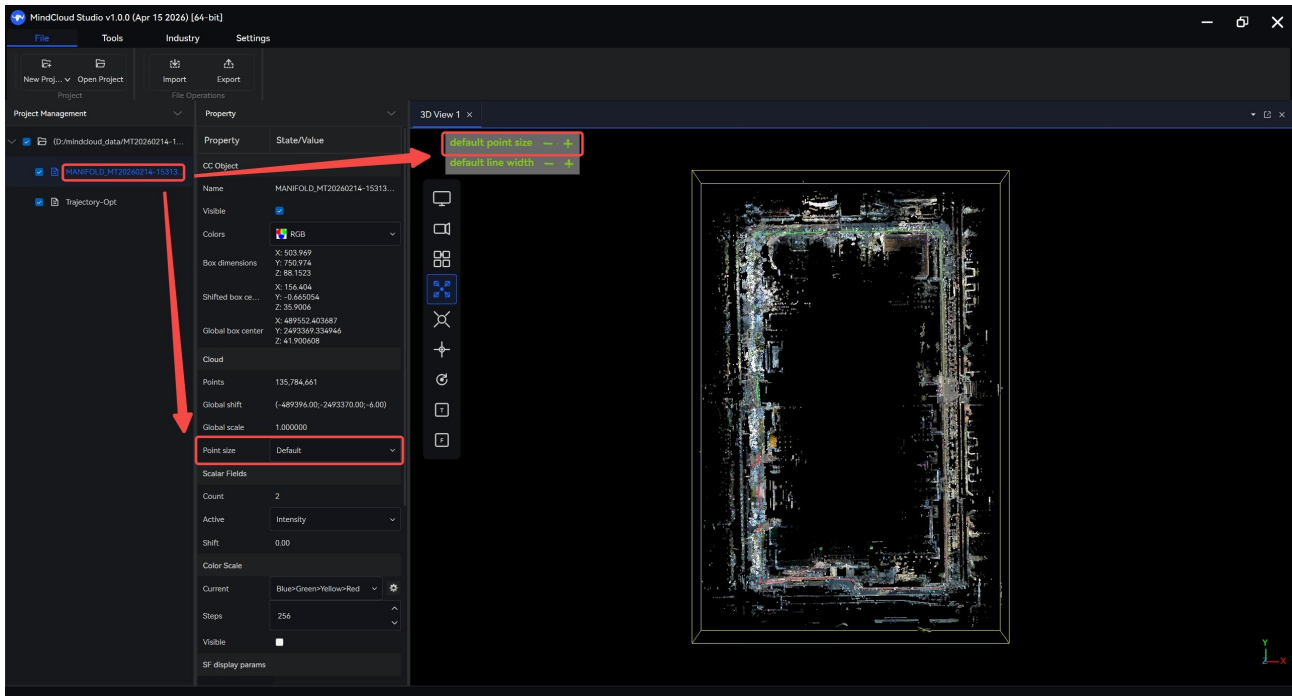 MindCloud Studio v1.0.0 (Apr 15 2026) [64-bit]
File Tools Industry Settings
New Proj... Open Project Import Export
Project File Operations
Project Management
(D:/mindcloud_data/MT20260214-1...
MANIFOLD_MT20260214-15313...
Trajectory-Opt
Property
Property State/Value
CC Object
Name MANIFOLD_MT20260214-15313...
Visible
Colors RGB
Box dimensions X: 503.969
Y: 750.974
Z: 88.1523
Shifted box ce... X: 156.404
Y: -0.665054
Z: 35.9006
Global box center X: 489552.403687
Y: 2493369.334946
Z: 41.900608
Cloud
Points 135,784,661
Global shift (-489396.00;-2493370.00;-6.00)
Global scale 1.000000
Point size Default
Scalar Fields
Count 2
Active Intensity
Shift 0.00
Color Scale
Current Blue>Green>Yellow>Red
Steps 256
Visible
SF display params
3D View 1 ×
default point size − +
default line width − +
T
F
Y
Z X